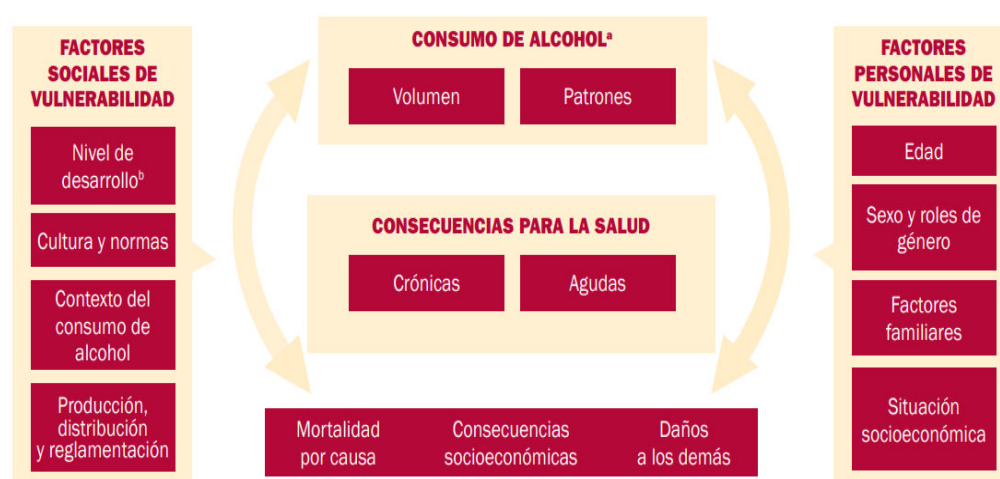 FACTORES
SOCIALES DE
VULNERABILIDAD
Nivel de
desarrolloᵇ
Cultura y normas
Contexto del
consumo de
alcohol
Producción,
distribución
y reglamentación
CONSUMO DE ALCOHOLᵃ
Volumen
Patrones
CONSECUENCIAS PARA LA SALUD
Crónicas
Agudas
Mortalidad
por causa
Consecuencias
socioeconómicas
Daños
a los demás
FACTORES
PERSONALES DE
VULNERABILIDAD
Edad
Sexo y roles de
género
Factores
familiares
Situación
socioeconómica